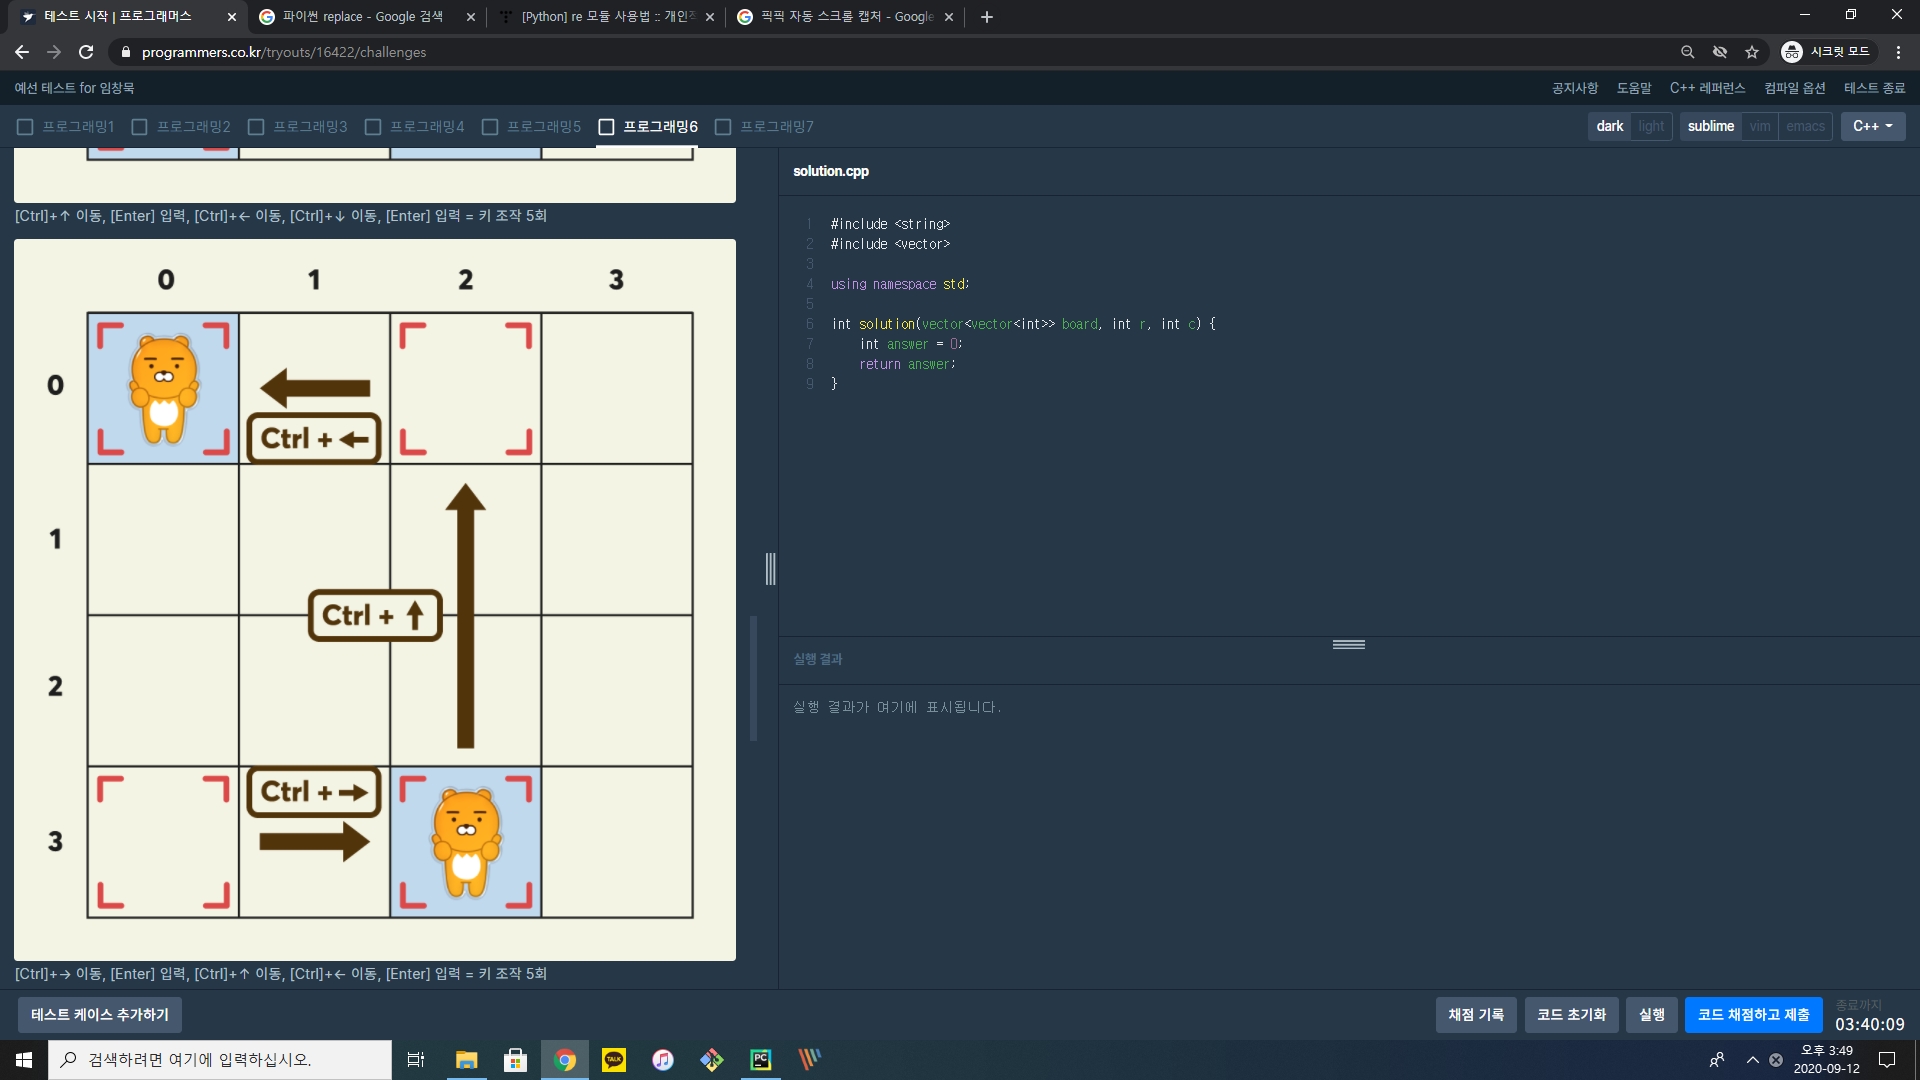 테스트 시작 | 프로그래머스
파이썬 replace - Google 검색
[Python] re 모듈 사용법 :: 개인적
픽픽 자동 스크롤 캡처 - Google
programmers.co.kr/tryouts/16422/challenges
시크릿 모드
예선 테스트 for 임창묵
공지사항 도움말 C++ 레퍼런스 컴파일 옵션 테스트 종료
프로그래밍1 프로그래밍2 프로그래밍3 프로그래밍4 프로그래밍5 프로그래밍6 프로그래밍7
dark light sublime vim emacs C++
[Ctrl]+↑ 이동, [Enter] 입력, [Ctrl]+← 이동, [Ctrl]+↓ 이동, [Enter] 입력 = 키 조작 5회
0 1 2 3
0
Ctrl + ←
1
Ctrl + ↑
2
Ctrl + →
3
[Ctrl]+→ 이동, [Enter] 입력, [Ctrl]+↑ 이동, [Ctrl]+← 이동, [Enter] 입력 = 키 조작 5회
solution.cpp
1 #include <string>
2 #include <vector>
3
4 using namespace std;
5
6 int solution(vector<vector<int>> board, int r, int c) {
7 int answer = 0;
8 return answer;
9 }
실행 결과
실행 결과가 여기에 표시됩니다.
테스트 케이스 추가하기
채점 기록 코드 초기화 실행 코드 채점하고 제출
종료까지
03:40:09
검색하려면 여기에 입력하십시오.
TALK
PC
오후 3:49
2020-09-12